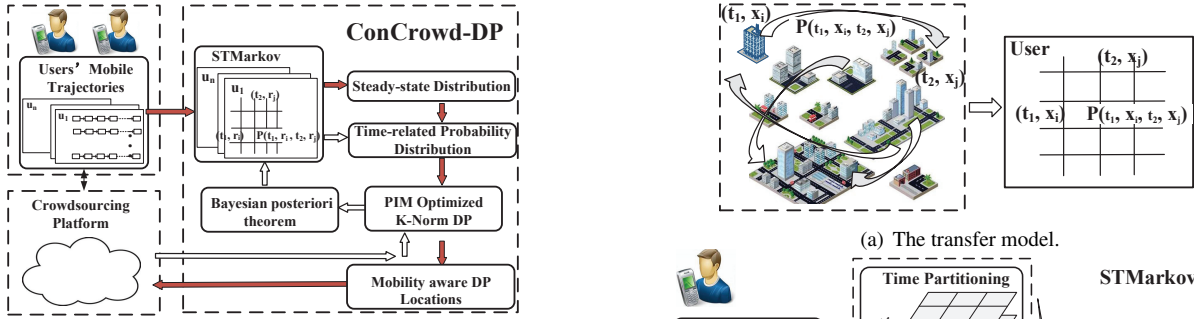 ConCrowd-DP
Users’ Mobile
Trajectories
un
u1
STMarkov
un
u1
(t2, rj)
(t1, ri)
P(t1, ri, t2, rj)
Steady-state Distribution
Time-related Probability
Distribution
Bayesian posteriori
theorem
PIM Optimized
K-Norm DP
Mobility aware DP
Locations
Crowdsourcing
Platform
(t1, xi)
P(t1, xi, t2, xj)
(t2, xj)
User
(t2, xj)
(t1, xi)
P(t1, xi, t2, xj)
(a) The transfer model.
Time Partitioning
STMarkov